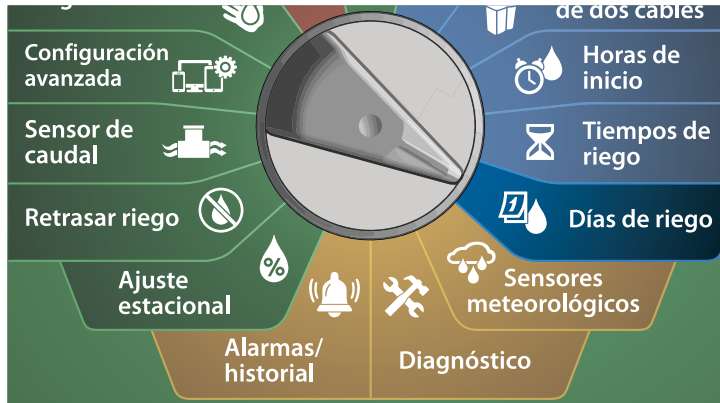 de dos cables
Configuración
avanzada
Horas de
inicio
Sensor de
caudal
Tiempos de
riego
Retrasar riego
1
Días de riego
%
Ajuste
estacional
Sensores
meteorológicos
Alarmas/
historial
Diagnóstico